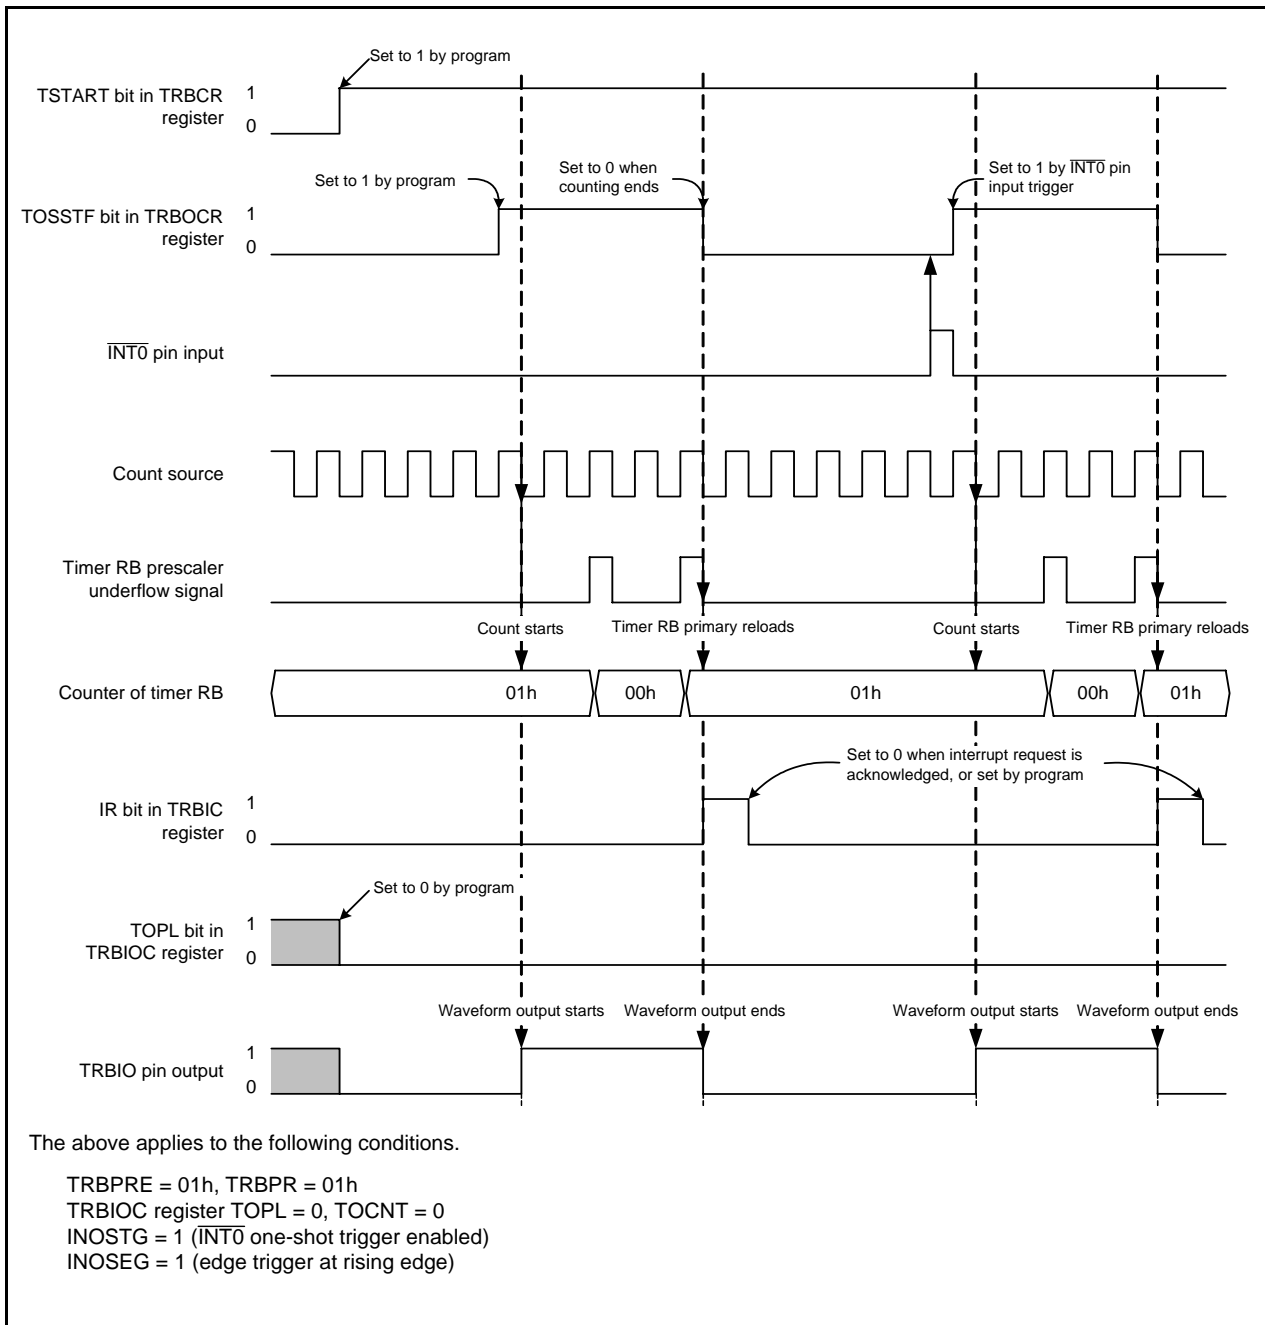 Set to 1 by program
TSTART bit in TRBCR
register
1
0
Set to 1 by program
Set to 0 when
counting ends
Set to 1 by INT0 pin
input trigger
TOSSTF bit in TRBOCR
register
1
0
INT0 pin input
Count source
Timer RB prescaler
underflow signal
Count starts
Timer RB primary reloads
Count starts
Timer RB primary reloads
Counter of timer RB
01h
00h
01h
00h
01h
Set to 0 when interrupt request is
acknowledged, or set by program
IR bit in TRBIC
register
1
0
Set to 0 by program
TOPL bit in
TRBIOC register
1
0
Waveform output starts
Waveform output ends
Waveform output starts
Waveform output ends
TRBIO pin output
1
0
The above applies to the following conditions.
TRBPRE = 01h, TRBPR = 01h
TRBIOC register TOPL = 0, TOCNT = 0
INOSTG = 1 (INT0 one-shot trigger enabled)
INOSEG = 1 (edge trigger at rising edge)